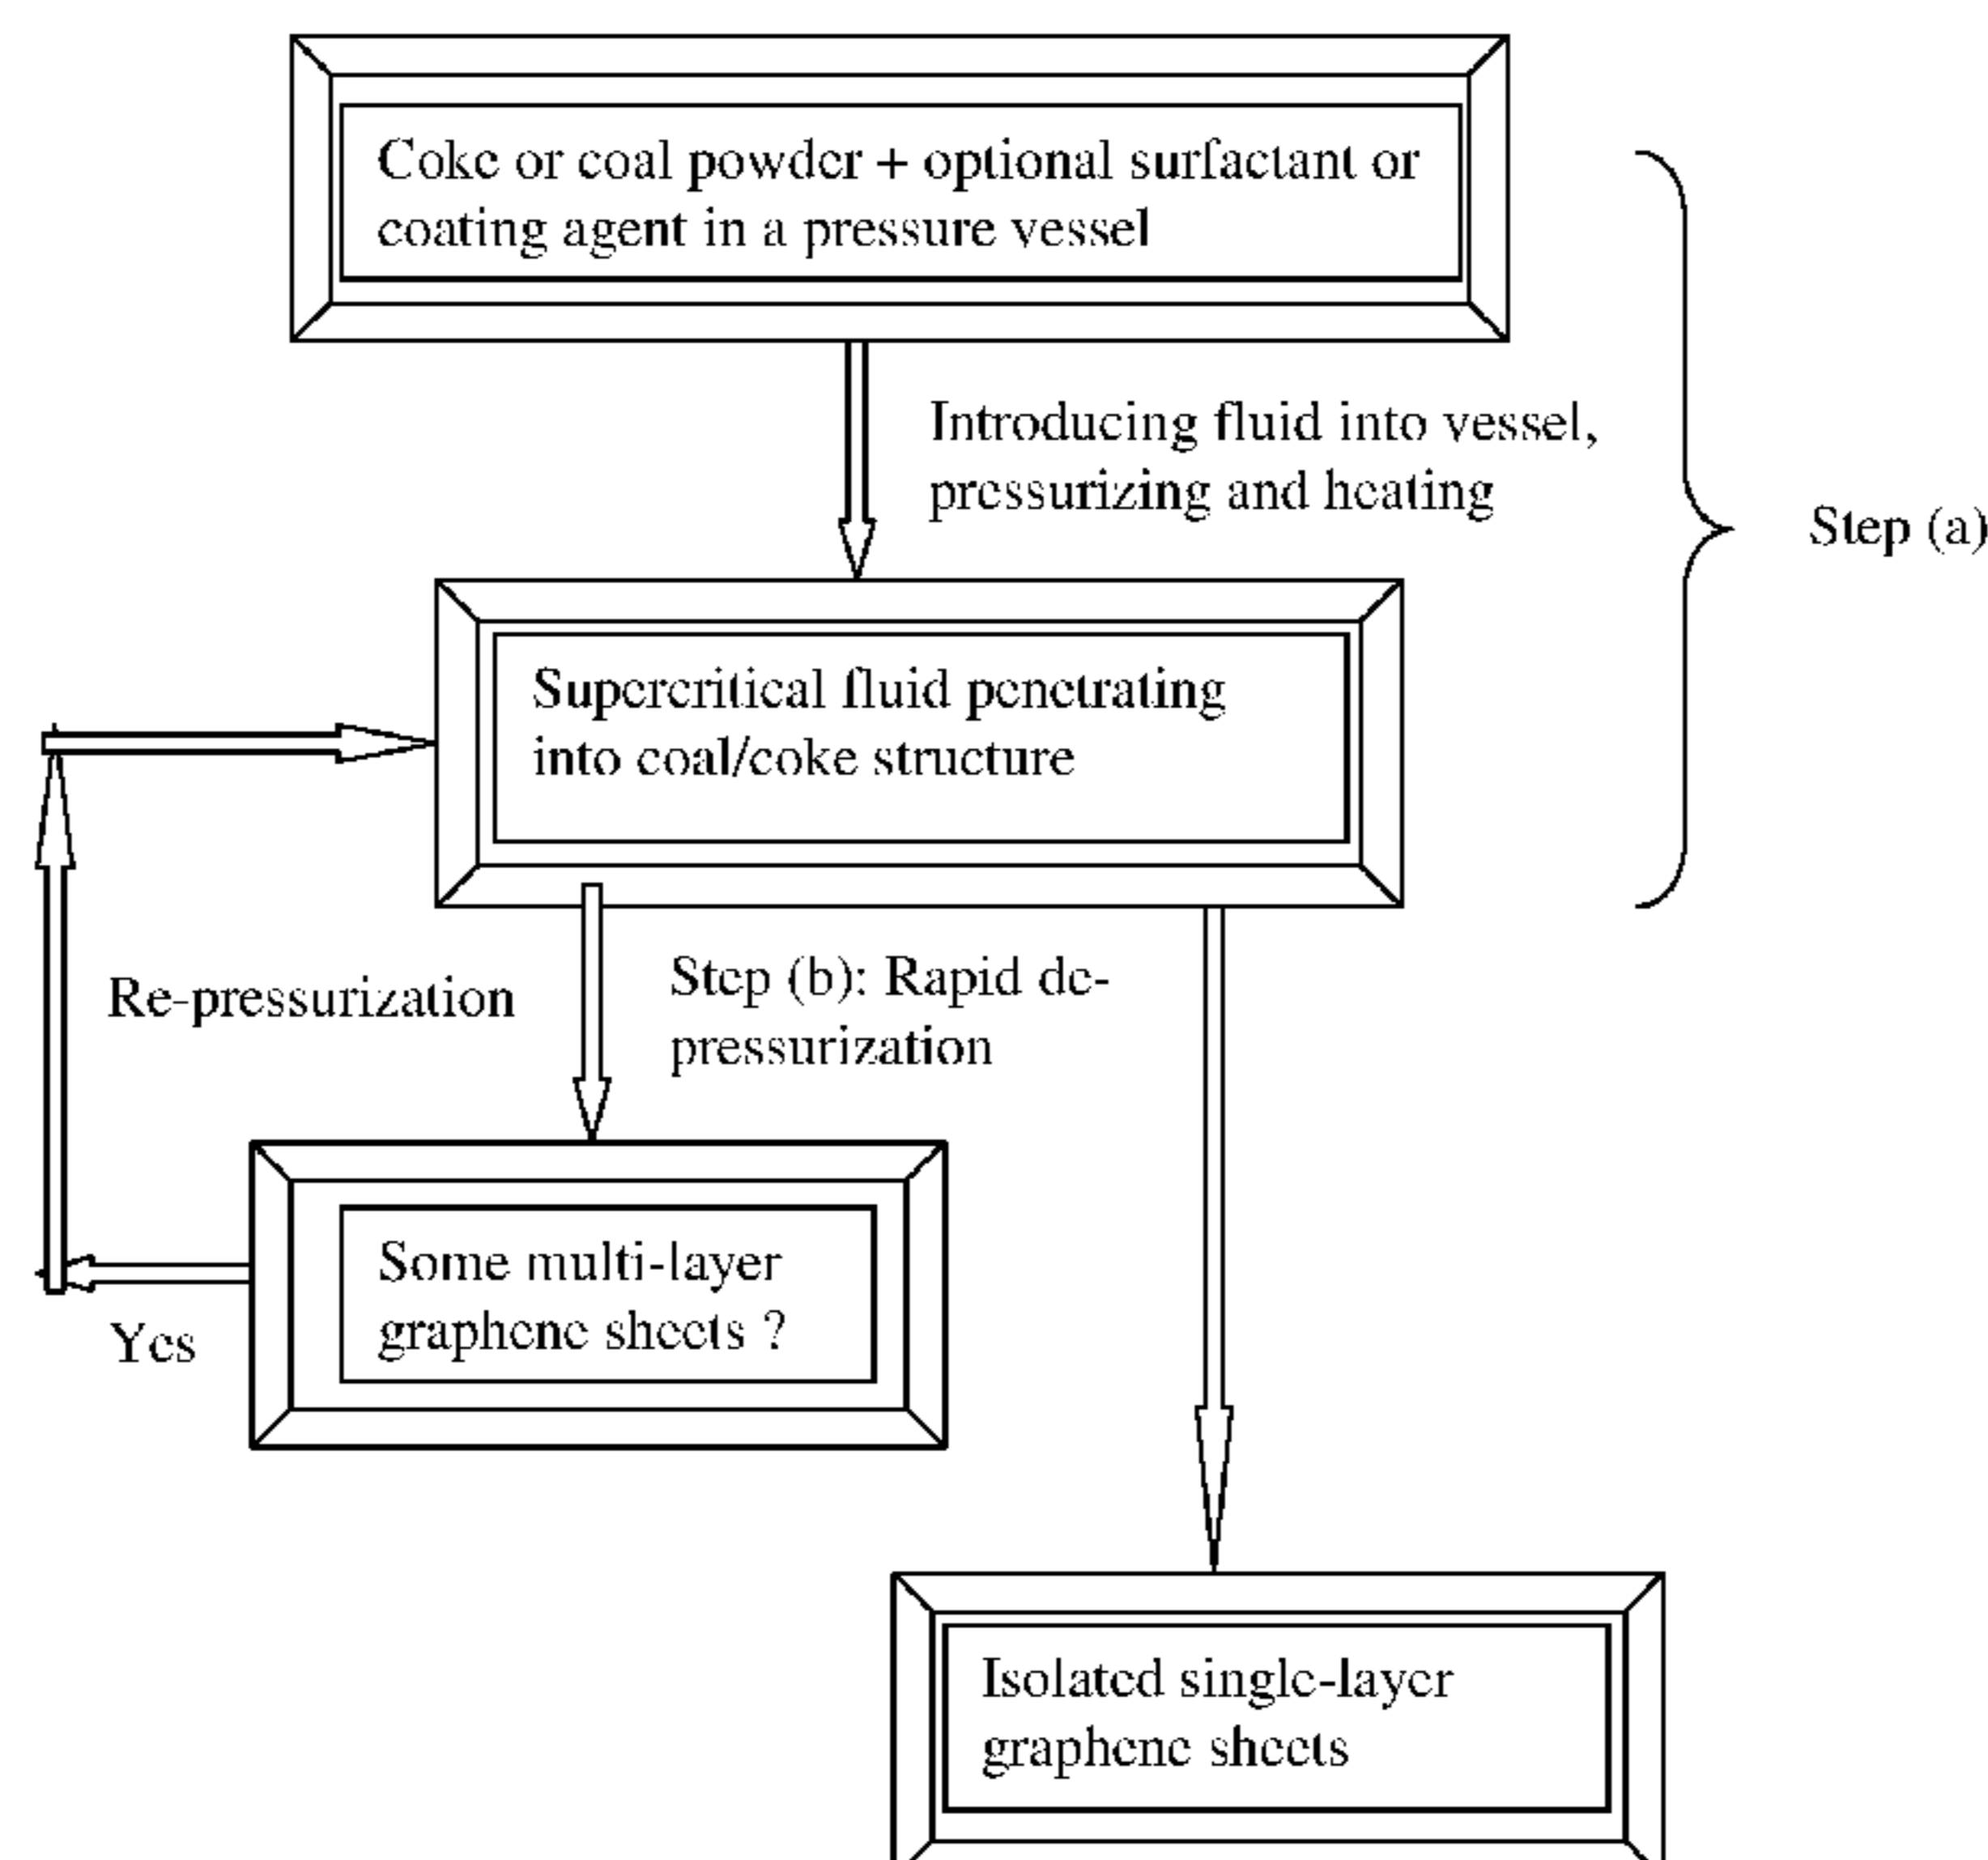 Coke or coal powder + optional surfactant or
coating agent in a pressure vessel
Introducing fluid into vessel,
pressurizing and heating
Step (a)
Supercritical fluid penetrating
into coal/coke structure
Re-pressurization
Step (b): Rapid de-
pressurization
Some multi-layer
graphene sheets ?
Yes
Isolated single-layer
graphene sheets